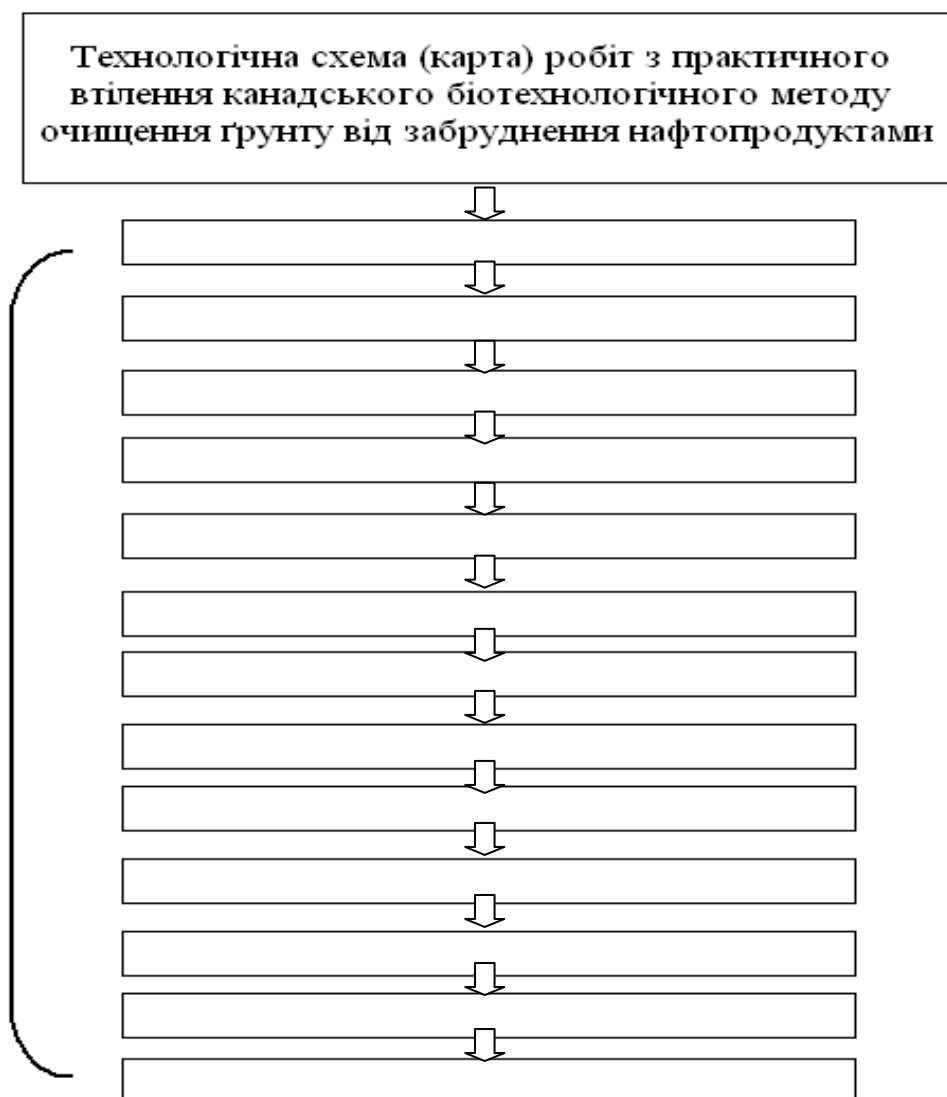 Технологічна схема (карта) робіт з практичного
втілення канадського біотехнологічного методу
очищення ґрунту від забруднення нафтопродуктами